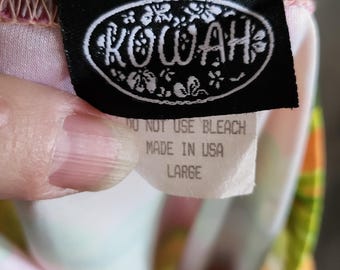 KOWAH
DO NOT USE BLEACH
MADE IN USA
LARGE